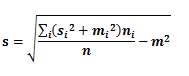 s = √(∑ᵢ(sᵢ² + mᵢ²)nᵢ / n − m²)